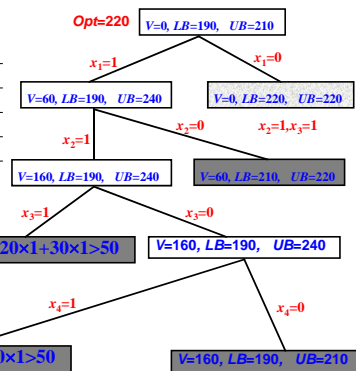 Opt=220 V=0, LB=190, UB=210
x₁=1 x₁=0
V=60, LB=190, UB=240 V=0, LB=220, UB=220
x₂=1 x₂=0 x₂=1,x₃=1
V=160, LB=190, UB=240 V=60, LB=210, UB=220
x₃=1 x₃=0
20×1+30×1>50 V=160, LB=190, UB=240
x₄=1 x₄=0
×1>50 V=160, LB=190, UB=210